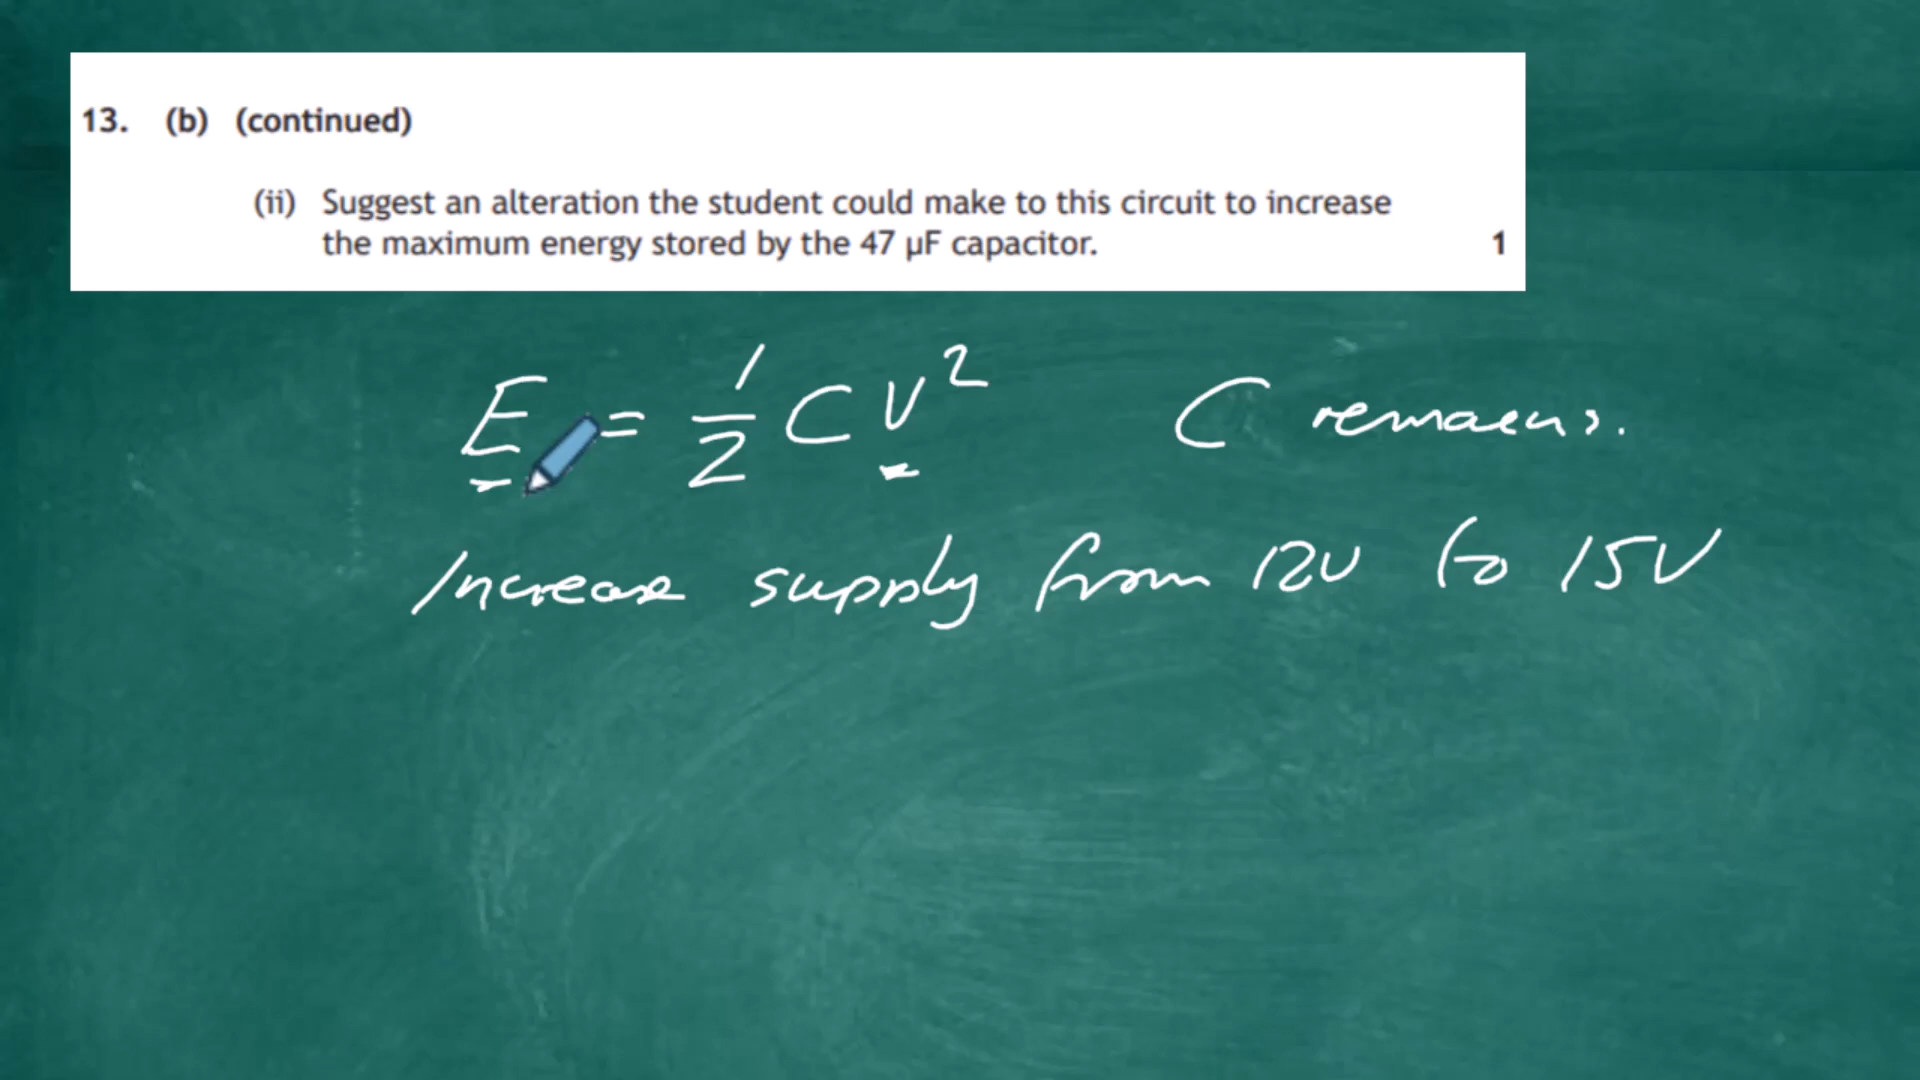 13. (b) (continued)
(ii) Suggest an alteration the student could make to this circuit to increase
the maximum energy stored by the 47 μF capacitor. 1
E = 1/2 CV² C remains.
Increase supply from 12V to 15V